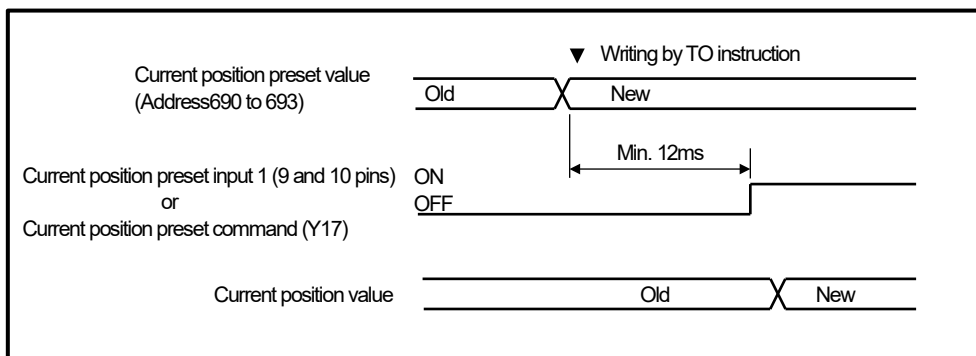 ▼ Writing by TO instruction
Current position preset value
(Address690 to 693)
Old
New
Min. 12ms
Current position preset input 1 (9 and 10 pins)
ON
or
OFF
Current position preset command (Y17)
Current position value
Old
New